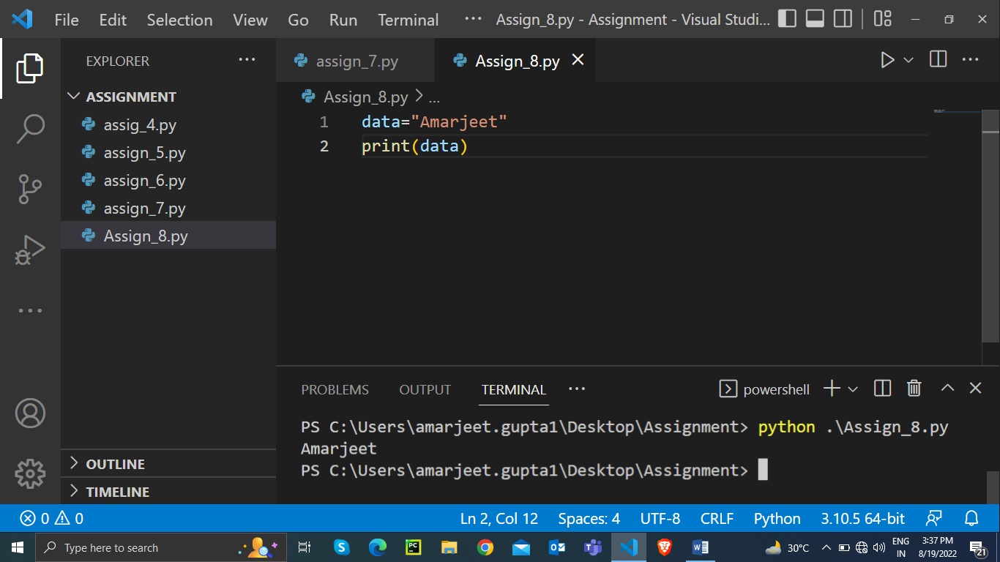 File Edit Selection View Go Run Terminal ··· Assign_8.py - Assignment - Visual Studi...
EXPLORER ···
ASSIGNMENT
assig_4.py
assign_5.py
assign_6.py
assign_7.py
Assign_8.py
OUTLINE
TIMELINE
assign_7.py Assign_8.py
Assign_8.py > ...
1 data="Amarjeet"
2 print(data)
PROBLEMS OUTPUT TERMINAL ··· powershell
PS C:\Users\amarjeet.gupta1\Desktop\Assignment> python .\Assign_8.py
Amarjeet
PS C:\Users\amarjeet.gupta1\Desktop\Assignment>
0 0 Ln 2, Col 12 Spaces: 4 UTF-8 CRLF Python 3.10.5 64-bit
Type here to search 30°C ENG 3:37 PM
IN 8/19/2022 21